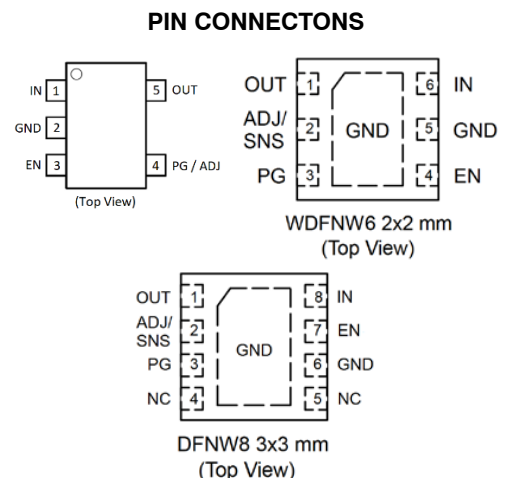 PIN CONNECTONS
IN 1
5 OUT
GND 2
EN 3
4 PG / ADJ
(Top View)
OUT 1
6 IN
ADJ/
SNS 2
GND
5 GND
PG 3
4 EN
WDFNW6 2x2 mm
(Top View)
OUT 1
8 IN
ADJ/
SNS 2
7 EN
GND
PG 3
6 GND
NC 4
5 NC
DFNW8 3x3 mm
(Top View)